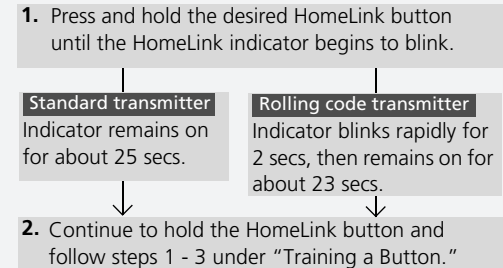 1. Press and hold the desired HomeLink button
until the HomeLink indicator begins to blink.
Standard transmitter
Indicator remains on
for about 25 secs.
Rolling code transmitter
Indicator blinks rapidly for
2 secs, then remains on for
about 23 secs.
2. Continue to hold the HomeLink button and
follow steps 1 - 3 under “Training a Button.”